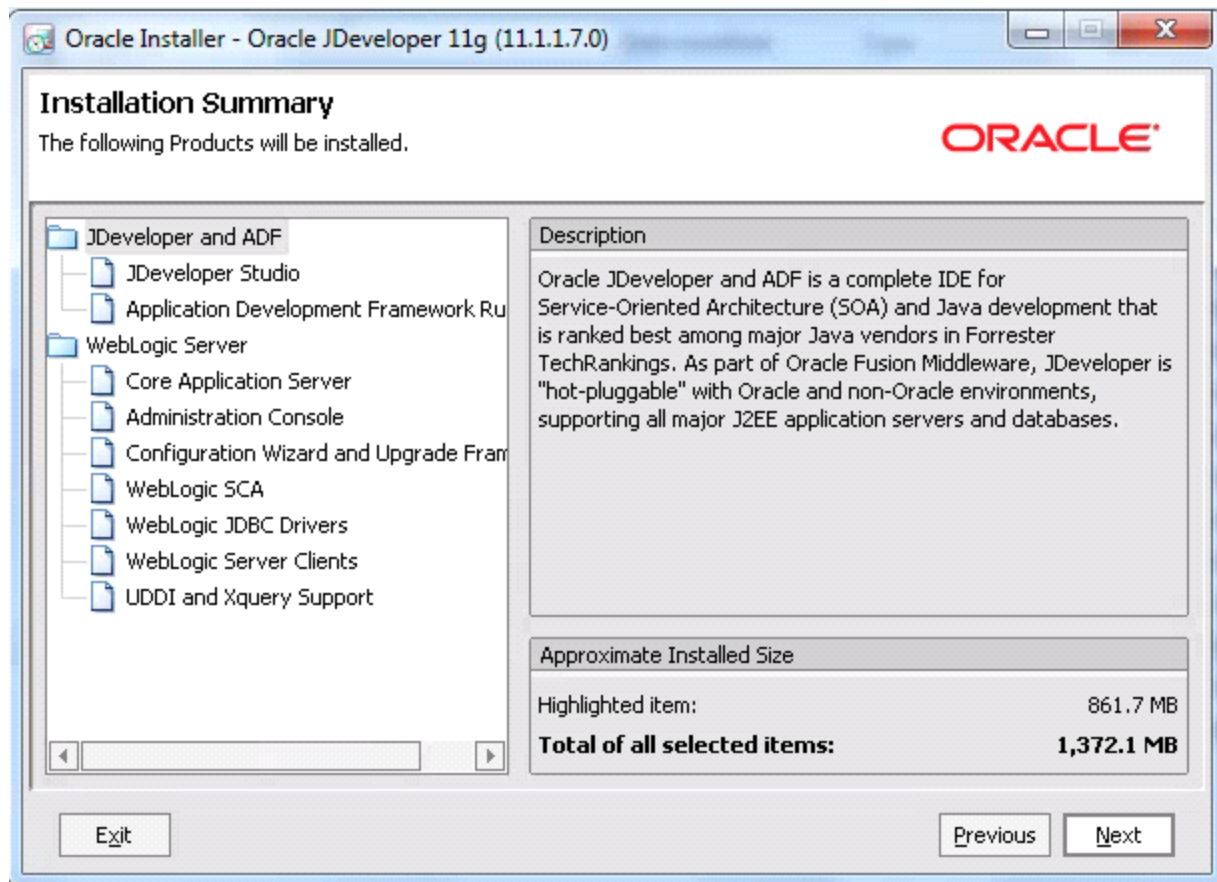 Oracle Installer - Oracle JDeveloper 11g (11.1.1.7.0)
Installation Summary
The following Products will be installed.
ORACLE
JDeveloper and ADF
JDeveloper Studio
Application Development Framework Ru
WebLogic Server
Core Application Server
Administration Console
Configuration Wizard and Upgrade Fram
WebLogic SCA
WebLogic JDBC Drivers
WebLogic Server Clients
UDDI and Xquery Support
Description
Oracle JDeveloper and ADF is a complete IDE for
Service-Oriented Architecture (SOA) and Java development that
is ranked best among major Java vendors in Forrester
TechRankings. As part of Oracle Fusion Middleware, JDeveloper is
"hot-pluggable" with Oracle and non-Oracle environments,
supporting all major J2EE application servers and databases.
Approximate Installed Size
Highlighted item: 861.7 MB
Total of all selected items: 1,372.1 MB
Exit
Previous
Next